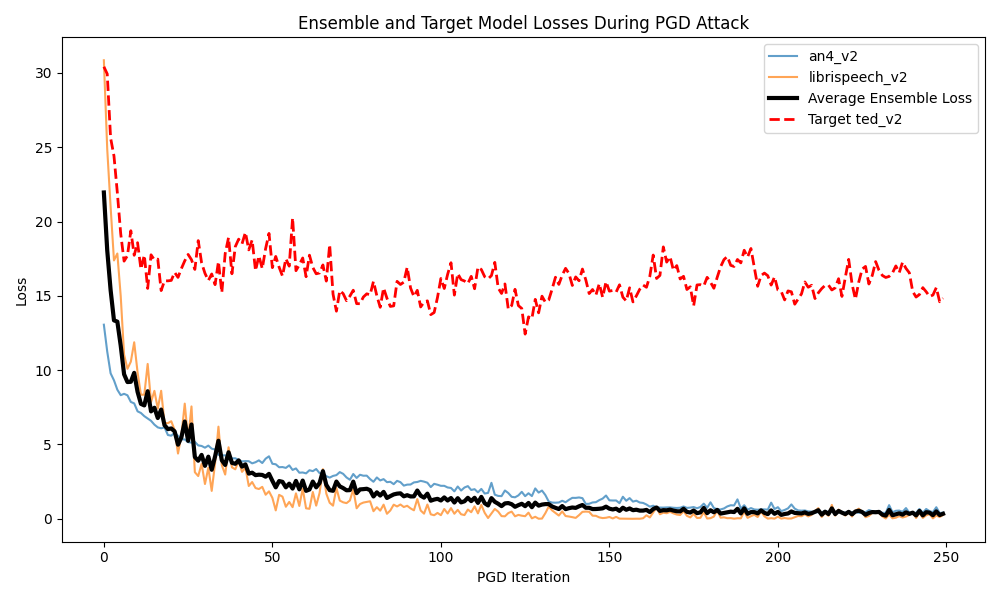 Ensemble and Target Model Losses During PGD Attack
an4_v2
librispeech_v2
Average Ensemble Loss
Target ted_v2
30
25
20
15
10
5
0
Loss
0 50 100 150 200 250
PGD Iteration